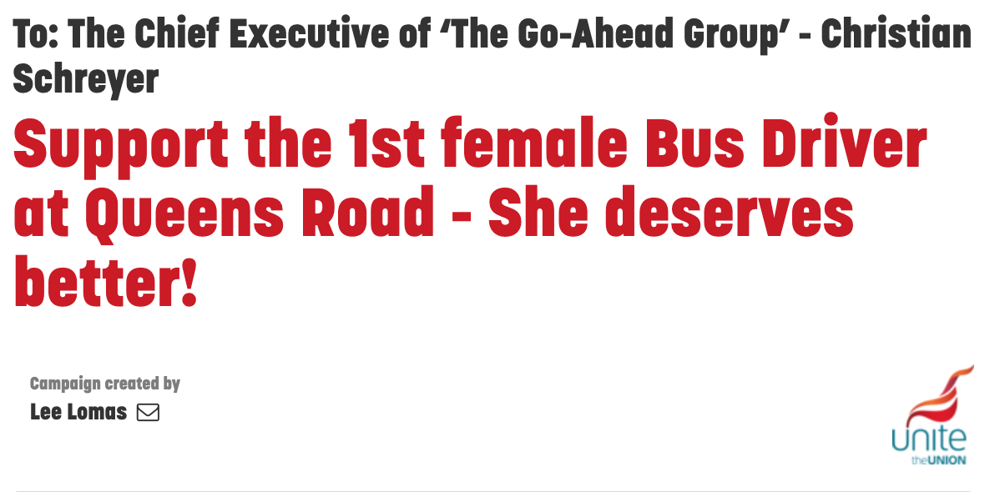 To: The Chief Executive of ‘The Go-Ahead Group’ - Christian
Schreyer
Support the 1st female Bus Driver
at Queens Road - She deserves
better!
Campaign created by
Lee Lomas
unite
theUNION